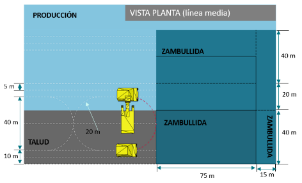 VISTA PLANTA (línea media)
PRODUCCIÓN
40 m
ZAMBULLIDA
5 m
20 m
40 m
20 m
ZAMBULLIDA
ZAMBULLIDA
40 m
TALUD
10 m
75 m
15 m